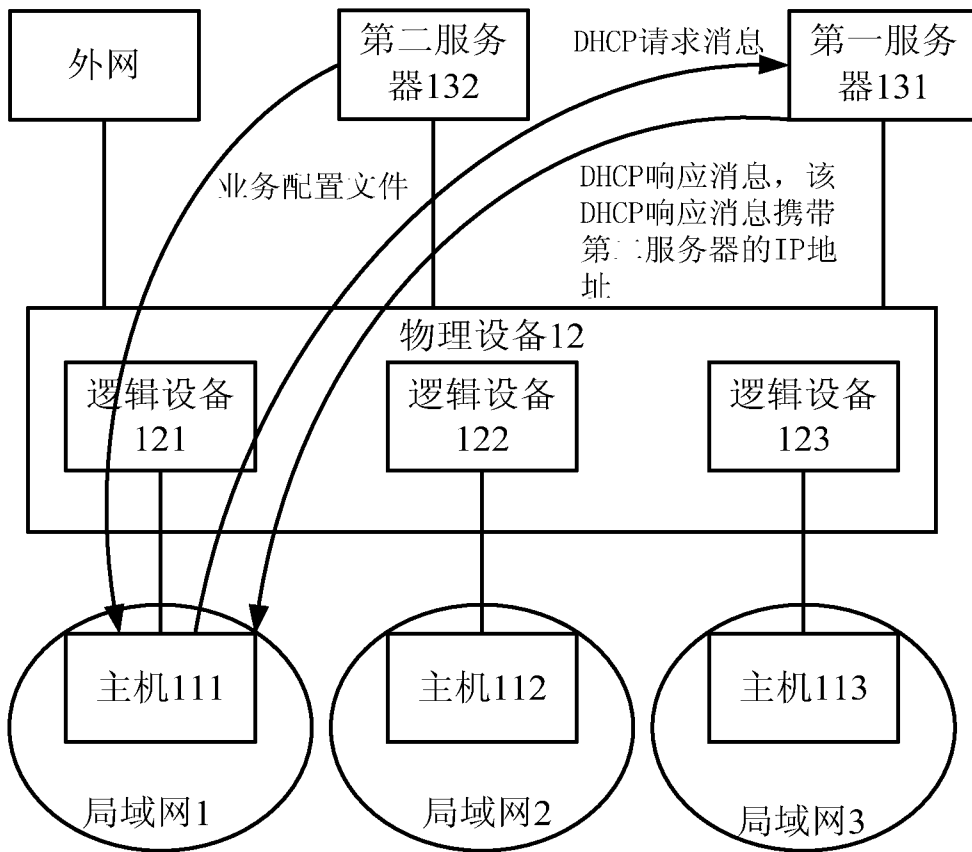 外网
第二服务
器132
DHCP请求消息
第一服务
器131
业务配置文件
DHCP响应消息，该
DHCP响应消息携带
第二服务器的IP地
址
物理设备12
逻辑设备
121
逻辑设备
122
逻辑设备
123
主机111
主机112
主机113
局域网1
局域网2
局域网3